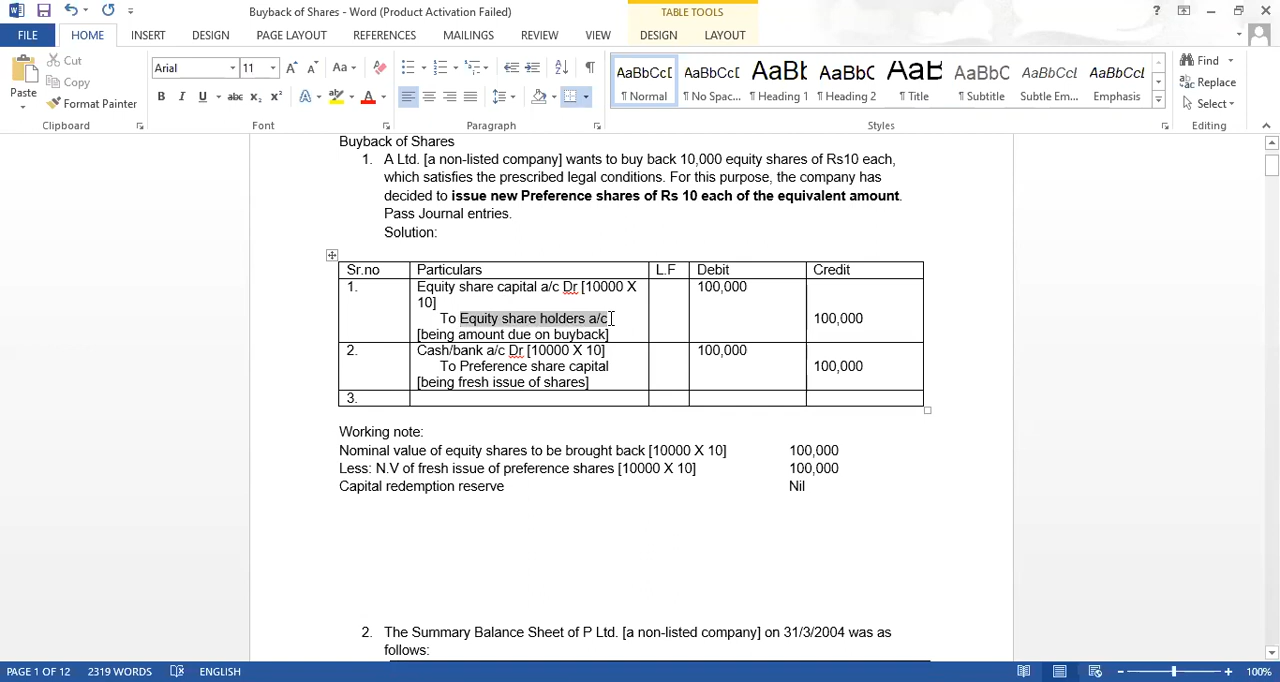 Buyback of Shares - Word (Product Activation Failed)
TABLE TOOLS
?
FILE HOME INSERT DESIGN PAGE LAYOUT REFERENCES MAILINGS REVIEW VIEW DESIGN LAYOUT
Paste
Cut
Copy
Format Painter
Clipboard
Arial 11
Aa
B I U abc X₂ X² A A
Font
Paragraph
AaBbCcI AaBbCcI AaBb AaBbC AaB AaBbC AaBbCcI AaBbCcI
¶ Normal ¶ No Spac... ¶ Heading 1 ¶ Heading 2 ¶ Title ¶ Subtitle Subtle Em... Emphasis
Styles
Find
Replace
Select
Editing
Buyback of Shares
1. A Ltd. [a non-listed company] wants to buy back 10,000 equity shares of Rs10 each,
which satisfies the prescribed legal conditions. For this purpose, the company has
decided to issue new Preference shares of Rs 10 each of the equivalent amount.
Pass Journal entries.
Solution:
Sr.no Particulars L.F Debit Credit
1. Equity share capital a/c Dr [10000 X 100,000
10]
To Equity share holders a/c 100,000
[being amount due on buyback]
2. Cash/bank a/c Dr [10000 X 10] 100,000
To Preference share capital 100,000
[being fresh issue of shares]
3.
Working note:
Nominal value of equity shares to be brought back [10000 X 10] 100,000
Less: N.V of fresh issue of preference shares [10000 X 10] 100,000
Capital redemption reserve Nil
2. The Summary Balance Sheet of P Ltd. [a non-listed company] on 31/3/2004 was as
follows:
PAGE 1 OF 12 2319 WORDS ENGLISH 100%